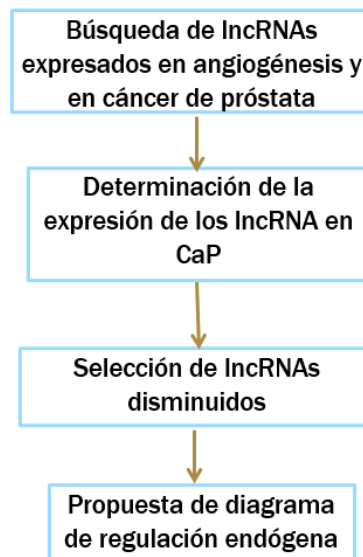 Búsqueda de lncRNAs
expresados en angiogénesis y
en cáncer de próstata
Determinación de la
expresión de los lncRNA en
CaP
Selección de lncRNAs
disminuidos
Propuesta de diagrama
de regulación endógena